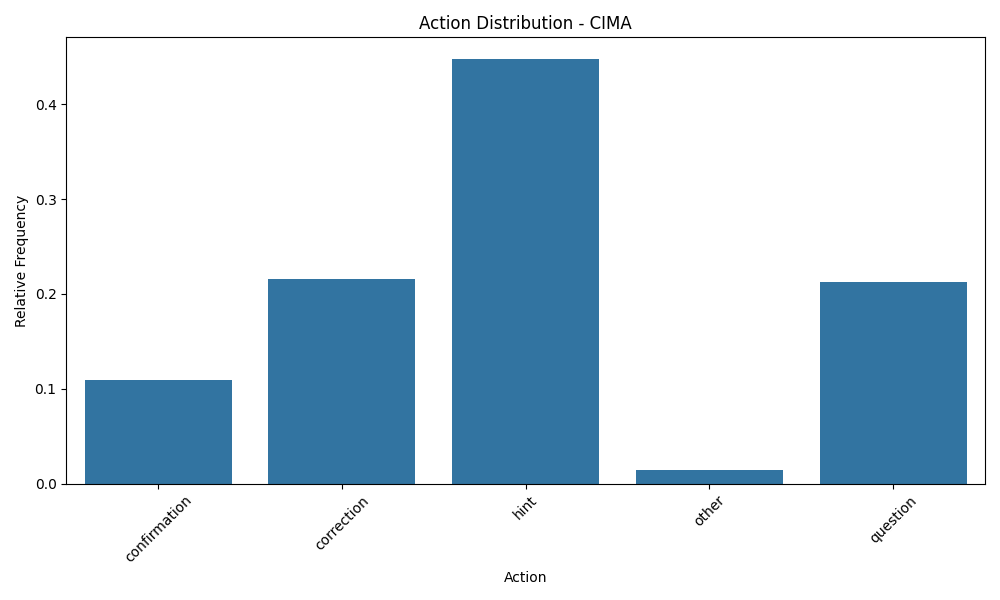 Action Distribution - CIMA
Relative Frequency
0.4
0.3
0.2
0.1
0.0
confirmation
correction
hint
other
question
Action